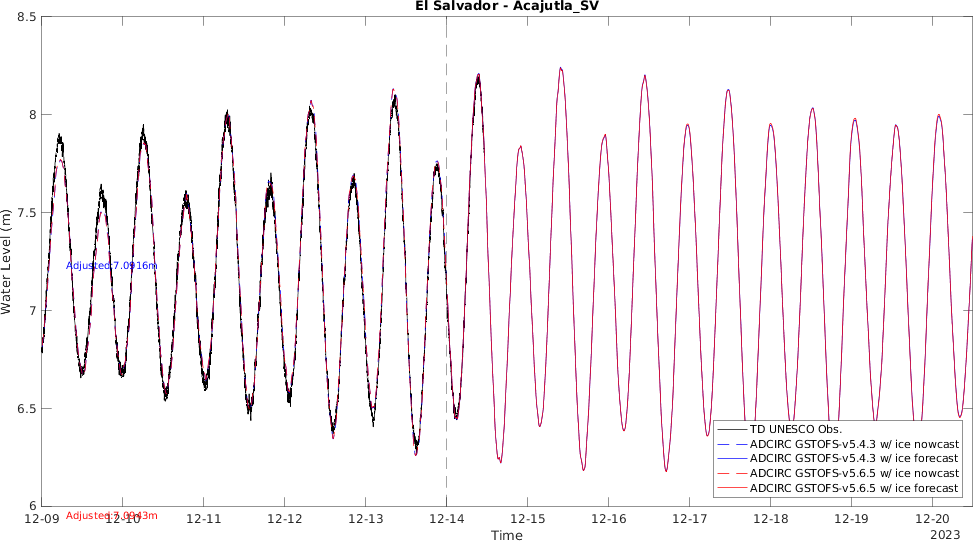 El Salvador - Acajutla_SV
8.5
8
7.5
7
6.5
6
Water Level (m)
Adjusted:7.0916m
Adjusted:7.0943m
TD UNESCO Obs.
ADCIRC GSTOFS-v5.4.3 w/ ice nowcast
ADCIRC GSTOFS-v5.4.3 w/ ice forecast
ADCIRC GSTOFS-v5.6.5 w/ ice nowcast
ADCIRC GSTOFS-v5.6.5 w/ ice forecast
12-09 12-10 12-11 12-12 12-13 12-14 12-15 12-16 12-17 12-18 12-19 12-20
Time
2023